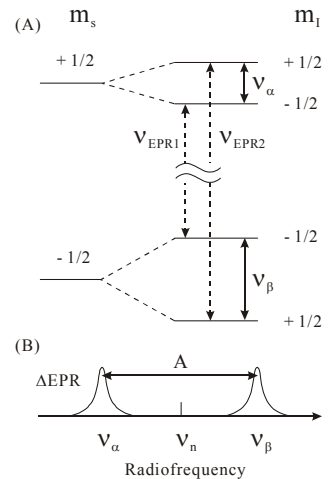 (A) m_s m_I
+ 1/2 + 1/2
ν_α
- 1/2
ν_EPR1 ν_EPR2
- 1/2 - 1/2
ν_β
+ 1/2
(B)
A
ΔEPR
ν_α ν_n ν_β
Radiofrequency